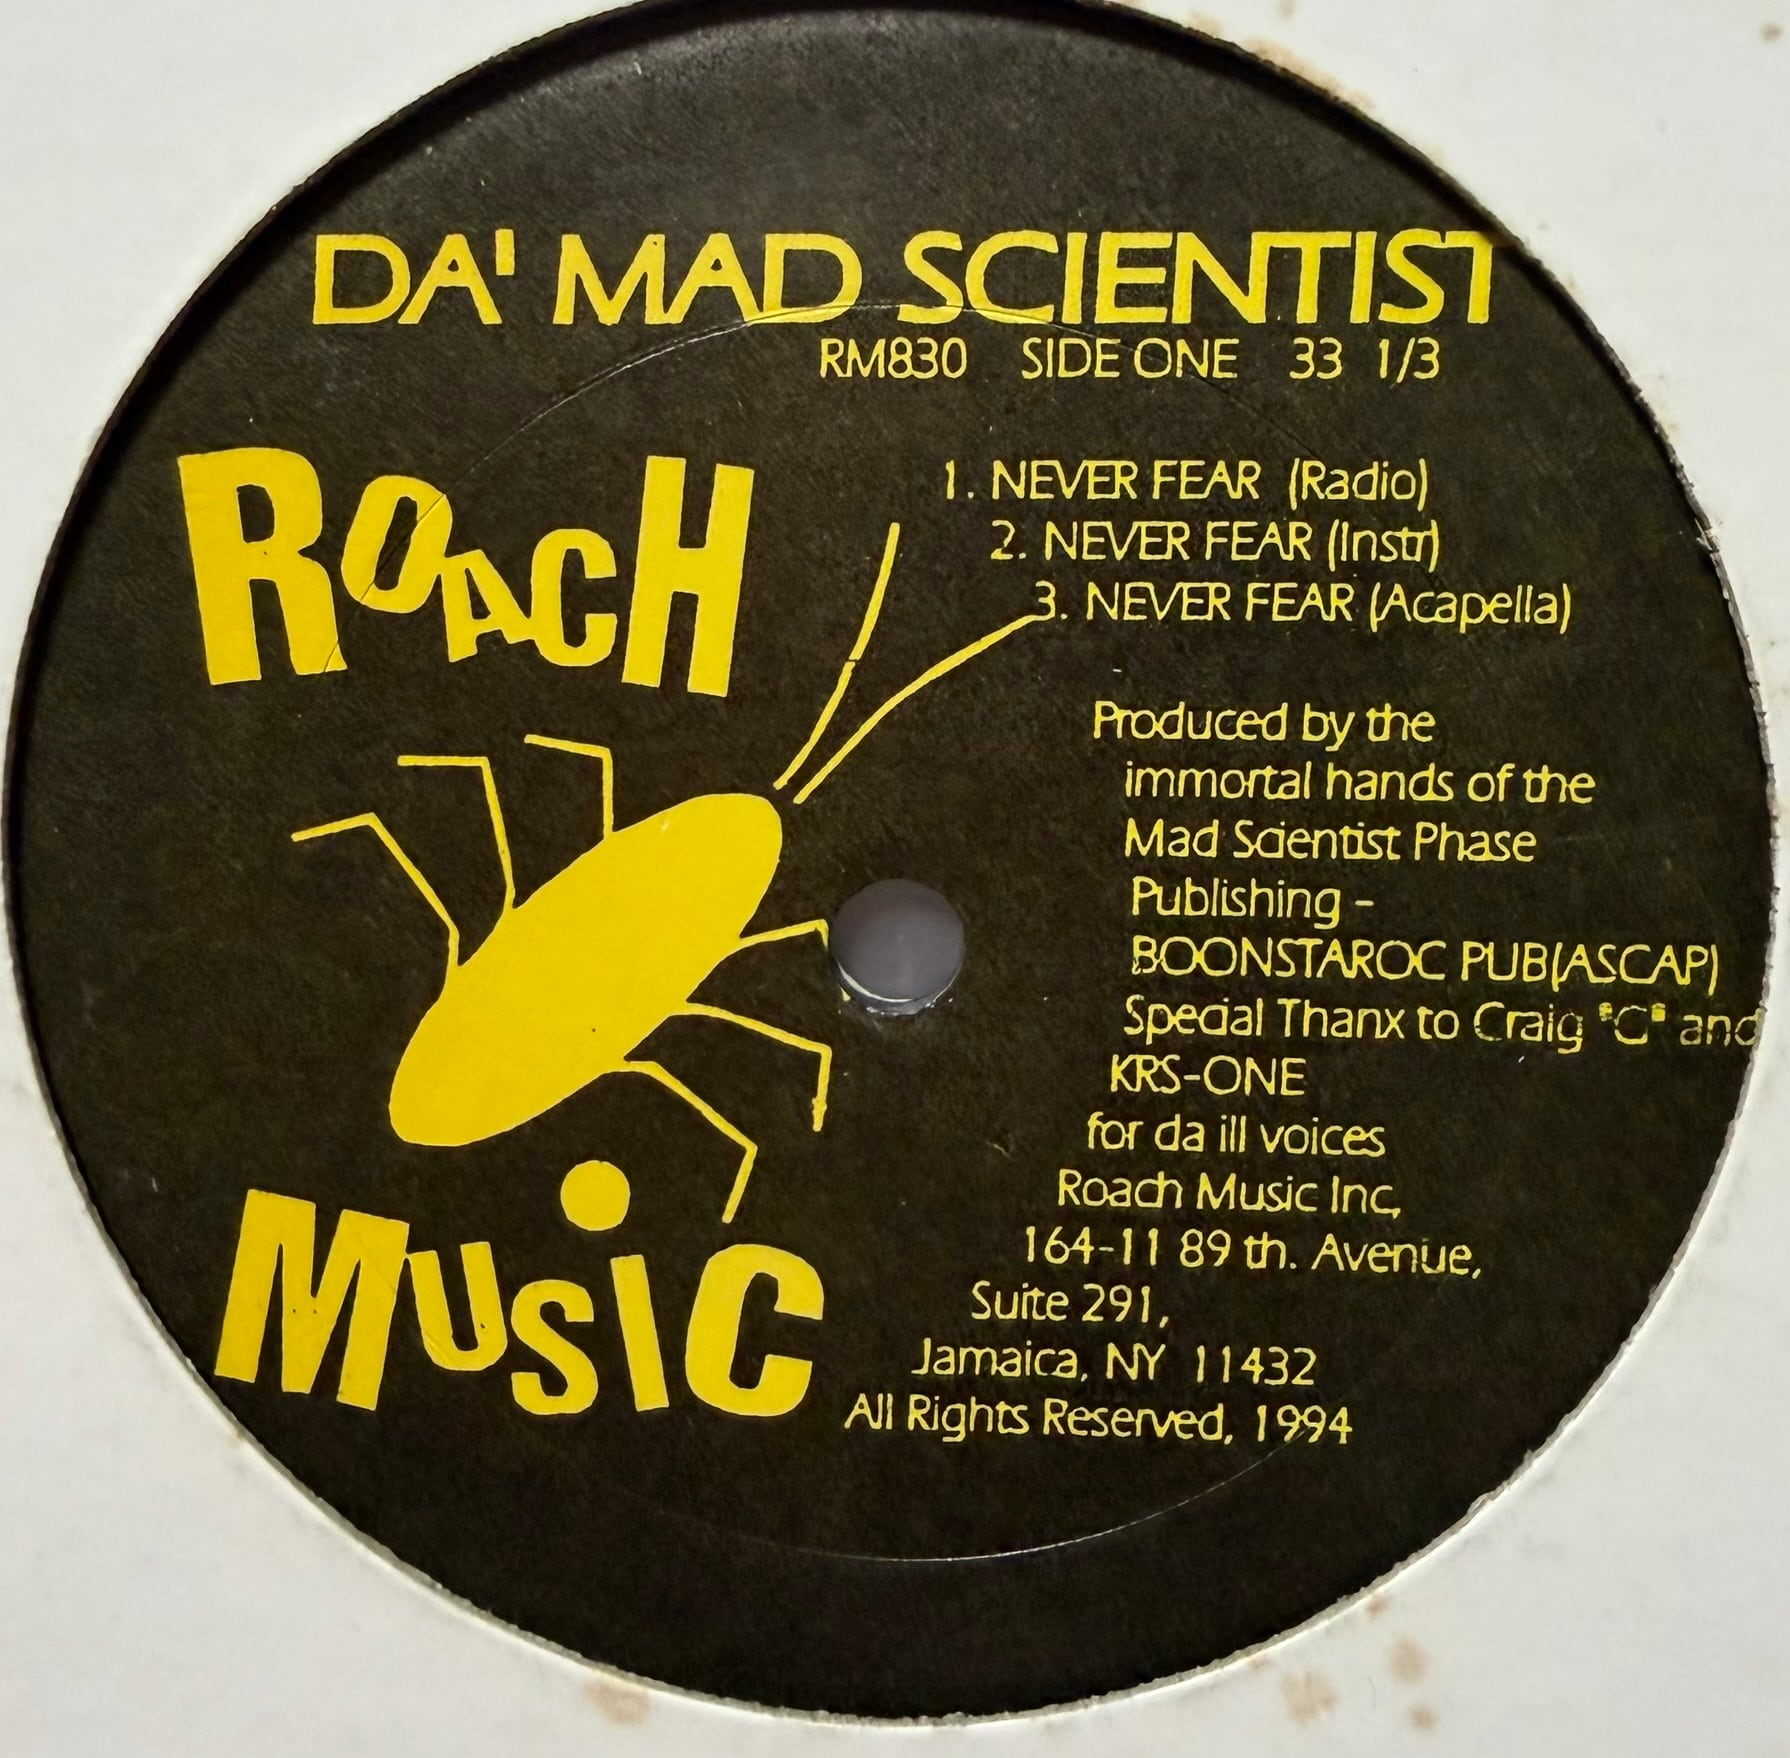 DA' MAD SCIENTIST
RM830 SIDE ONE 33 1/3
ROACH
MUSIC
1. NEVER FEAR (Radio)
2. NEVER FEAR (Instr)
3. NEVER FEAR (Acapella)
Produced by the
immortal hands of the
Mad Scientist Phase
Publishing -
BOONSTAROC PUB(ASCAP)
Special Thanx to Craig "G" and
KRS-ONE
for da ill voices
Roach Music Inc,
164-11 89 th. Avenue,
Suite 291,
Jamaica, NY 11432
All Rights Reserved, 1994